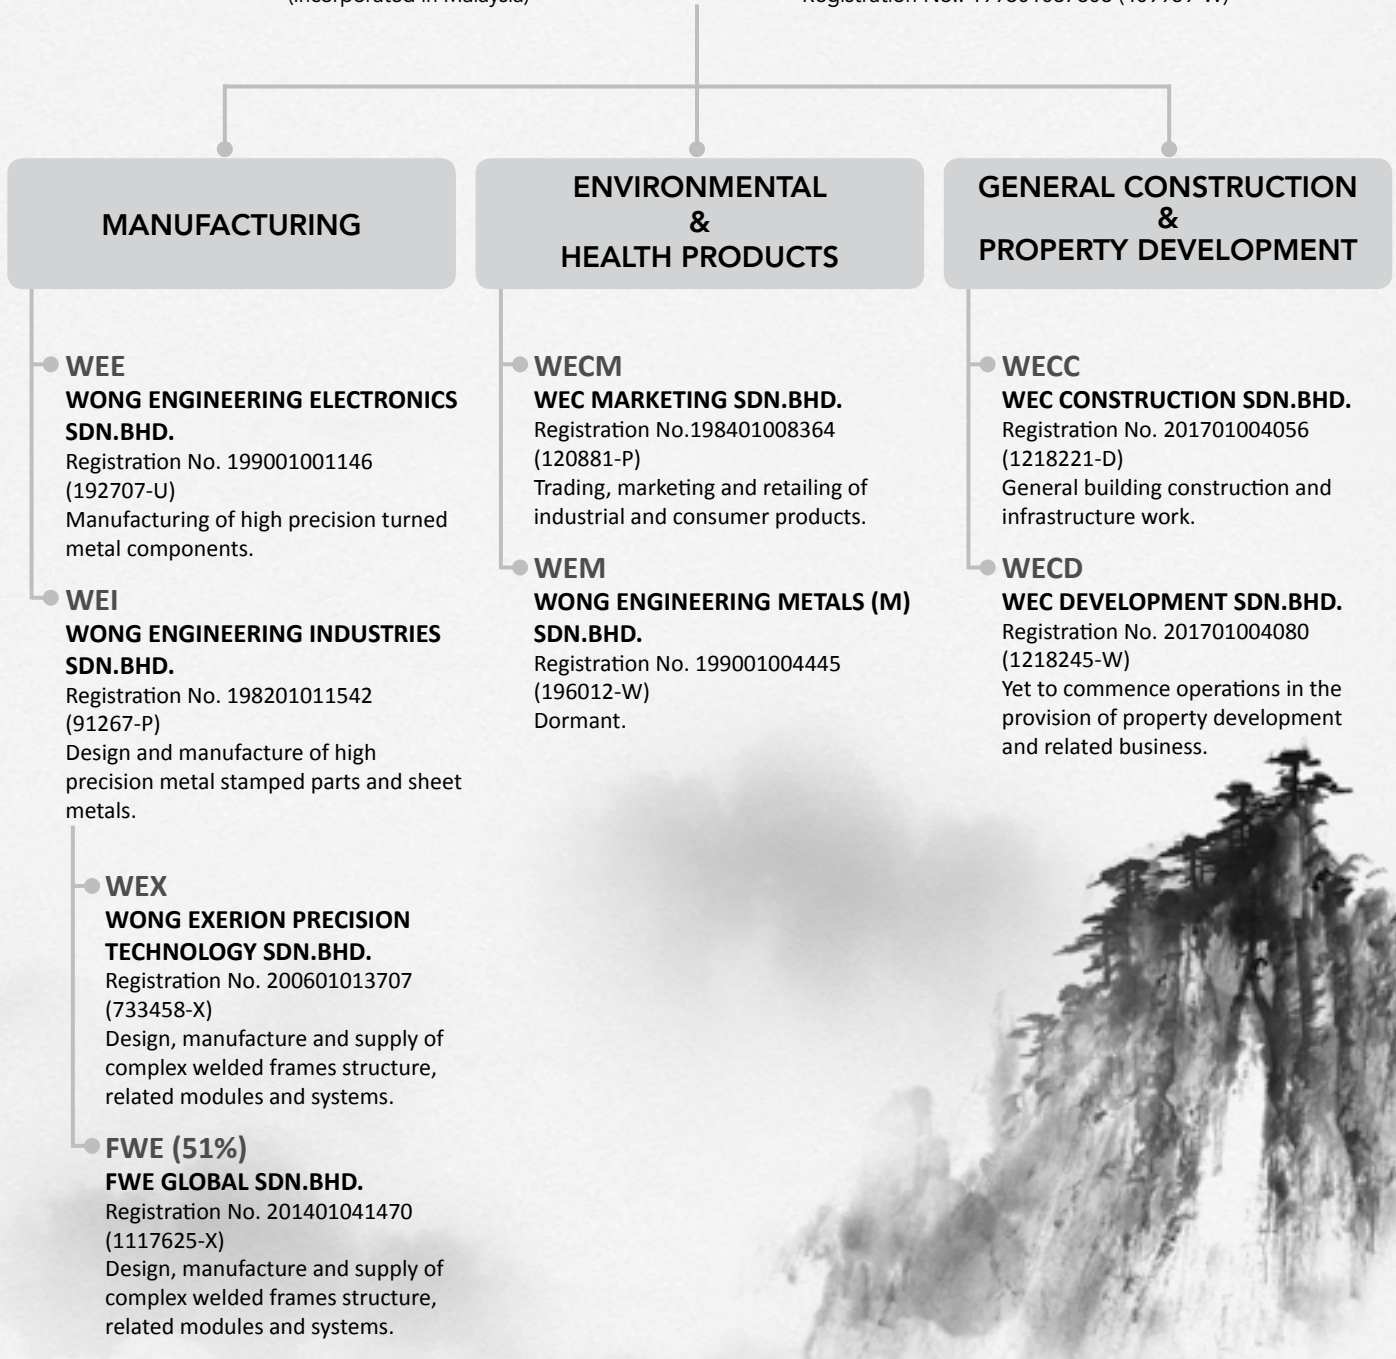 (Incorporated in Malaysia)
MANUFACTURING
ENVIRONMENTAL
&
HEALTH PRODUCTS
GENERAL CONSTRUCTION
&
PROPERTY DEVELOPMENT
WEE
WONG ENGINEERING ELECTRONICS
SDN.BHD.
Registration No. 199001001146
(192707-U)
Manufacturing of high precision turned
metal components.
WEI
WONG ENGINEERING INDUSTRIES
SDN.BHD.
Registration No. 198201011542
(91267-P)
Design and manufacture of high
precision metal stamped parts and sheet
metals.
WEX
WONG EXERION PRECISION
TECHNOLOGY SDN.BHD.
Registration No. 200601013707
(733458-X)
Design, manufacture and supply of
complex welded frames structure,
related modules and systems.
FWE (51%)
FWE GLOBAL SDN.BHD.
Registration No. 201401041470
(1117625-X)
Design, manufacture and supply of
complex welded frames structure,
related modules and systems.
WECM
WEC MARKETING SDN.BHD.
Registration No.198401008364
(120881-P)
Trading, marketing and retailing of
industrial and consumer products.
WEM
WONG ENGINEERING METALS (M)
SDN.BHD.
Registration No. 199001004445
(196012-W)
Dormant.
WECC
WEC CONSTRUCTION SDN.BHD.
Registration No. 201701004056
(1218221-D)
General building construction and
infrastructure work.
WECD
WEC DEVELOPMENT SDN.BHD.
Registration No. 201701004080
(1218245-W)
Yet to commence operations in the
provision of property development
and related business.